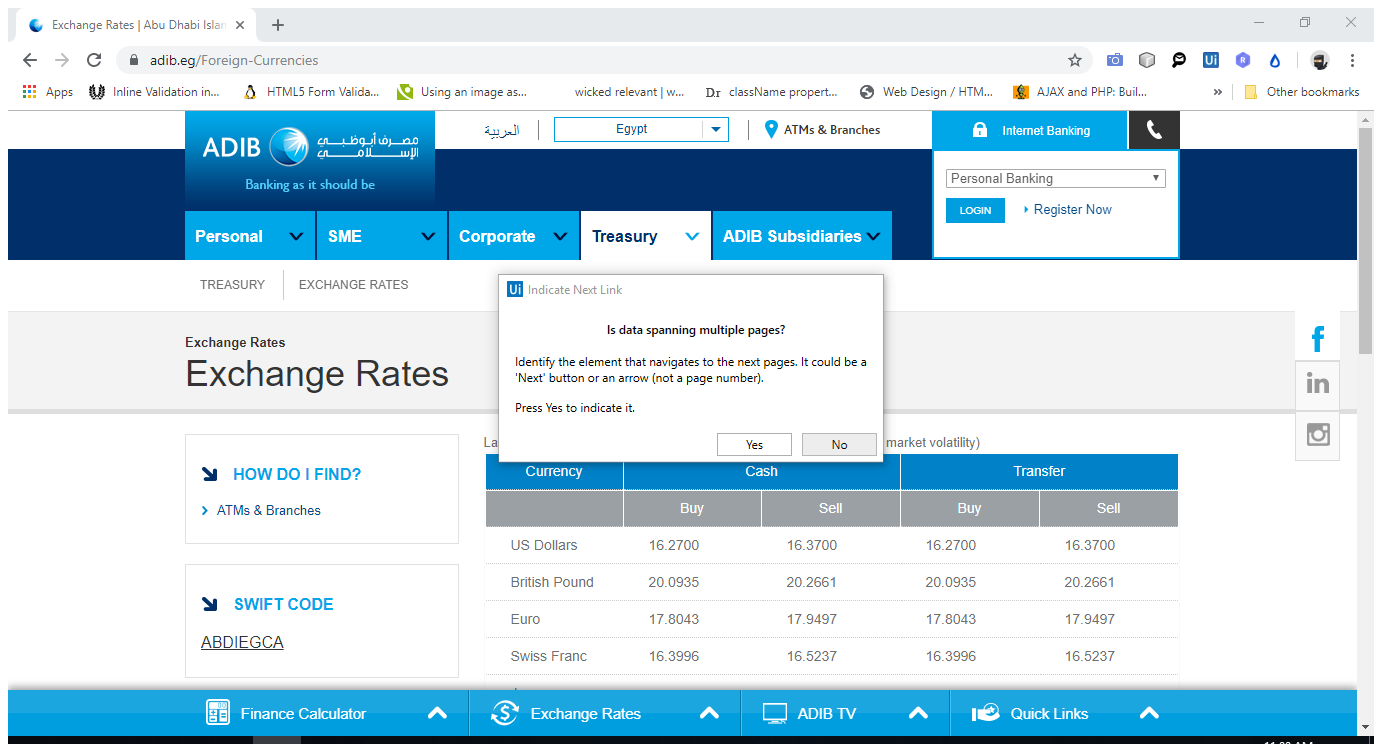 Exchange Rates | Abu Dhabi Islam
adib.eg/Foreign-Currencies
Ui R
Apps Inline Validation in... HTML5 Form Valida... Using an image as... wicked relevant | w... Dr className propert... Web Design / HTM... AJAX and PHP: Buil... » Other bookmarks
ADIB مصرف أبوظبي الإسلامي
Banking as it should be
العربية Egypt ATMs & Branches
Internet Banking
Personal Banking
LOGIN Register Now
Personal SME Corporate Treasury ADIB Subsidiaries
TREASURY EXCHANGE RATES
Exchange Rates
Exchange Rates
Ui Indicate Next Link
Is data spanning multiple pages?
Identify the element that navigates to the next pages. It could be a
'Next' button or an arrow (not a page number).
Press Yes to indicate it.
Yes No
f
in
HOW DO I FIND?
ATMs & Branches
SWIFT CODE
ABDIEGCA
market volatility)
Currency Cash Transfer
Buy Sell Buy Sell
US Dollars 16.2700 16.3700 16.2700 16.3700
British Pound 20.0935 20.2661 20.0935 20.2661
Euro 17.8043 17.9497 17.8043 17.9497
Swiss Franc 16.3996 16.5237 16.3996 16.5237
Finance Calculator Exchange Rates ADIB TV Quick Links